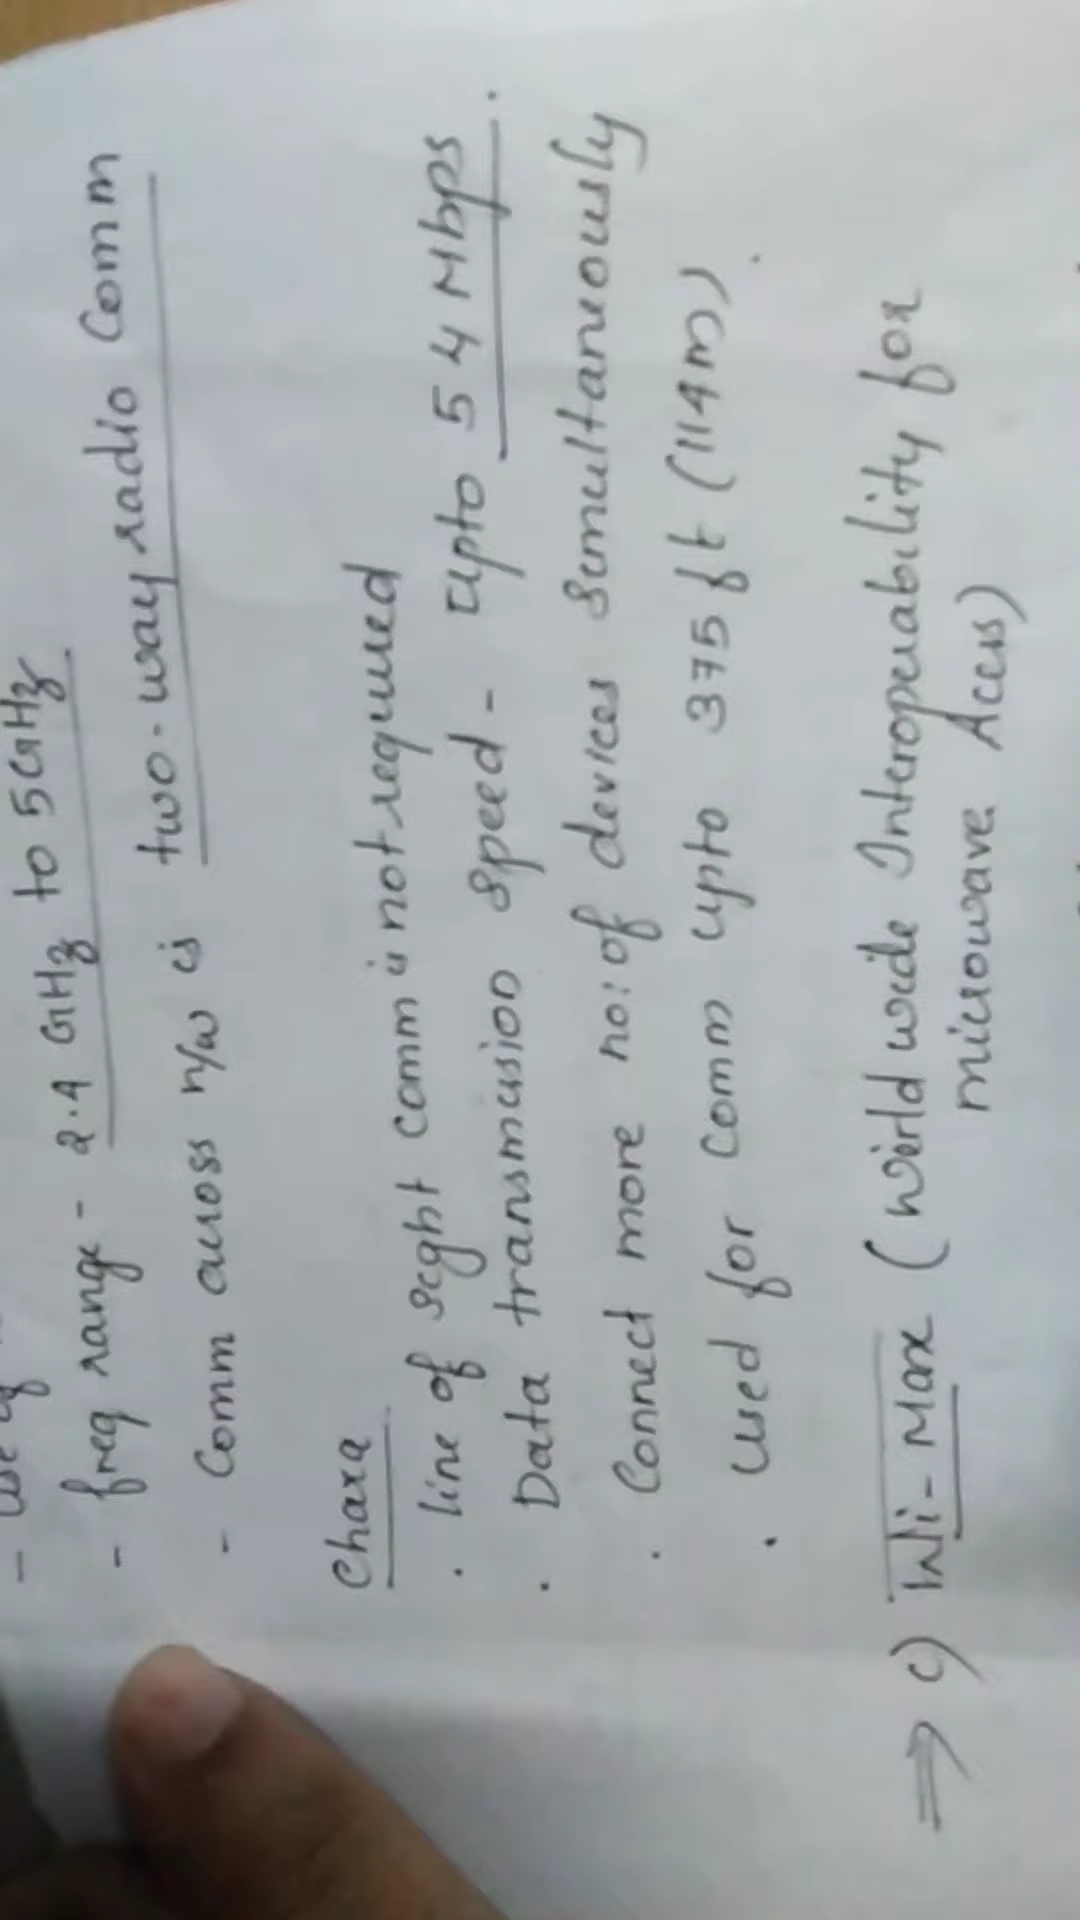 - use
- freq range - 2.4 GHz to 5GHz
- Comm across n/w is two-way radio Comm
Chara
. line of sight comm is not required
. Data transmission speed - upto 54 Mbps.
. Connect more no: of devices simultaneously
. used for comm upto 375 ft (114m).
⇒ c) Wi-Max (World wide Interoperability for
microwave Access)